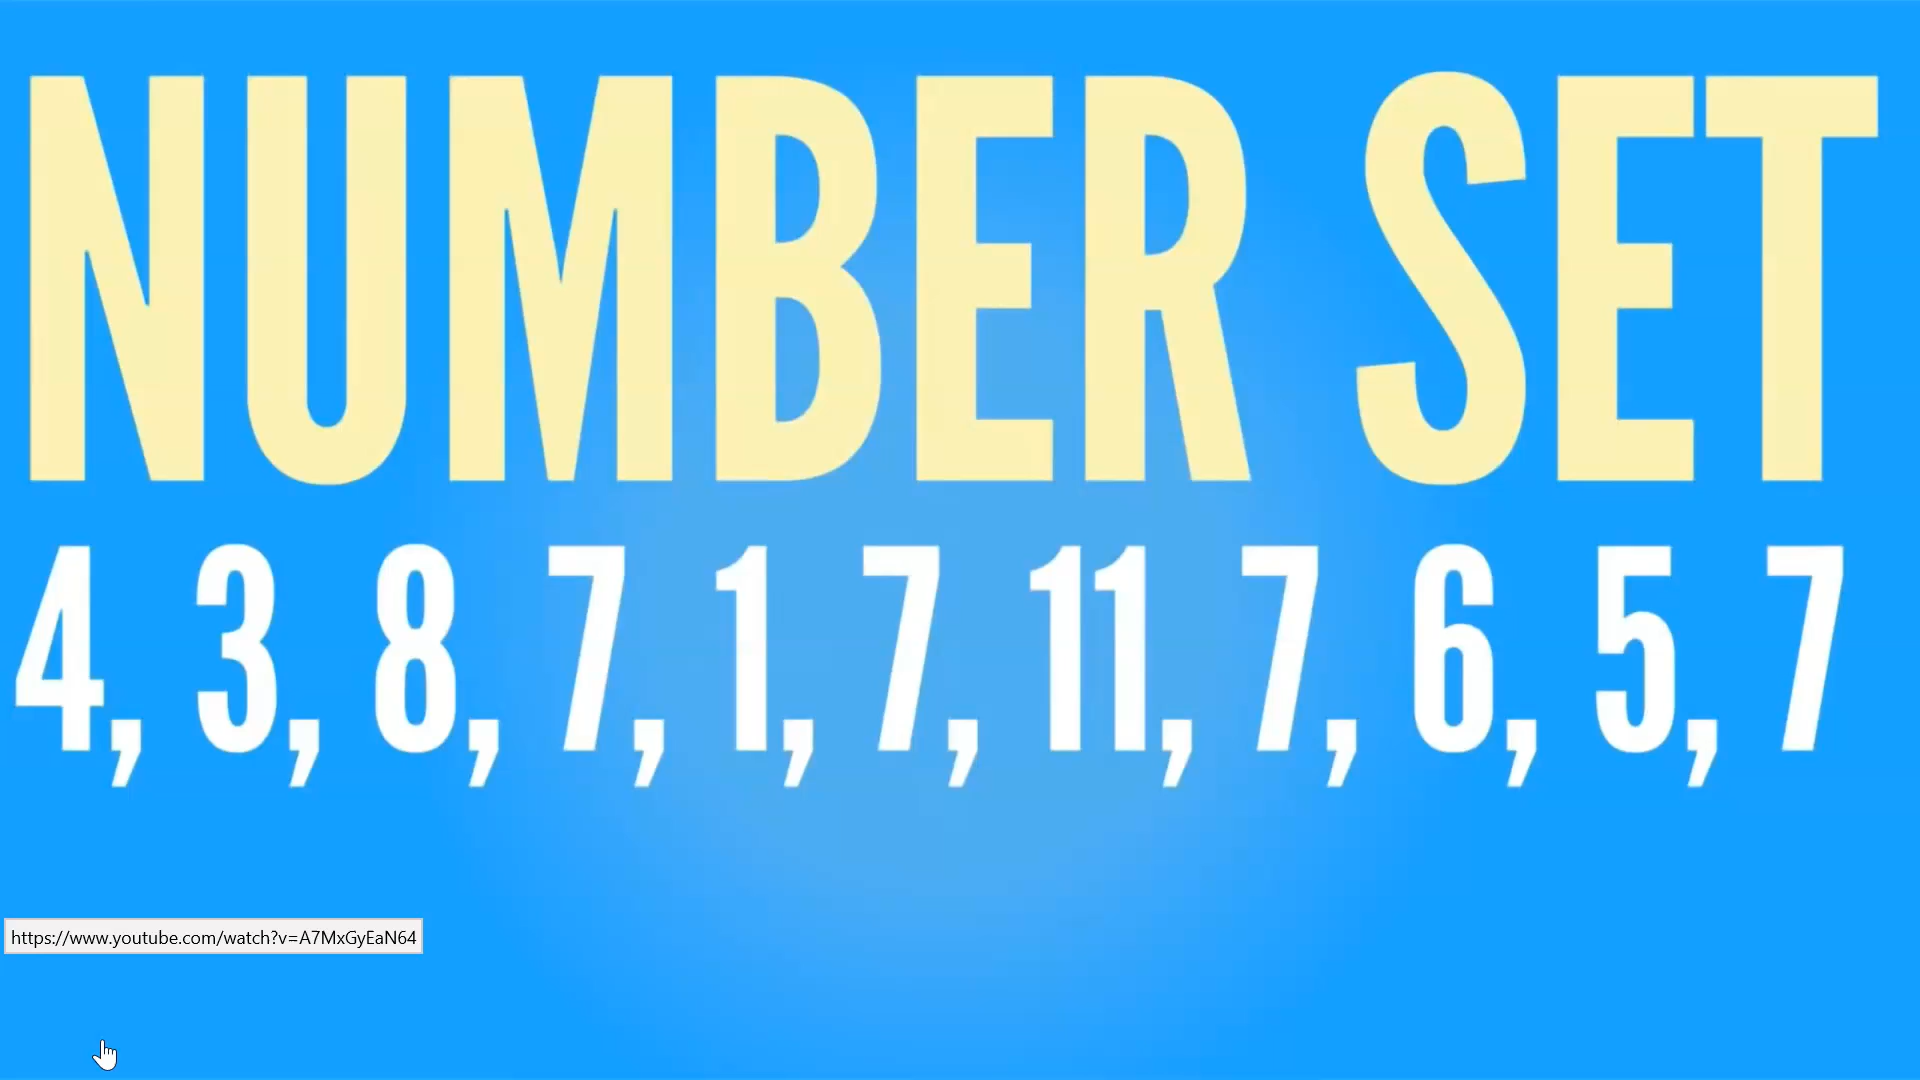 NUMBER SET
4, 3, 8, 7, 1, 7, 11, 7, 6, 5, 7
https://www.youtube.com/watch?v=A7MxGyEaN64